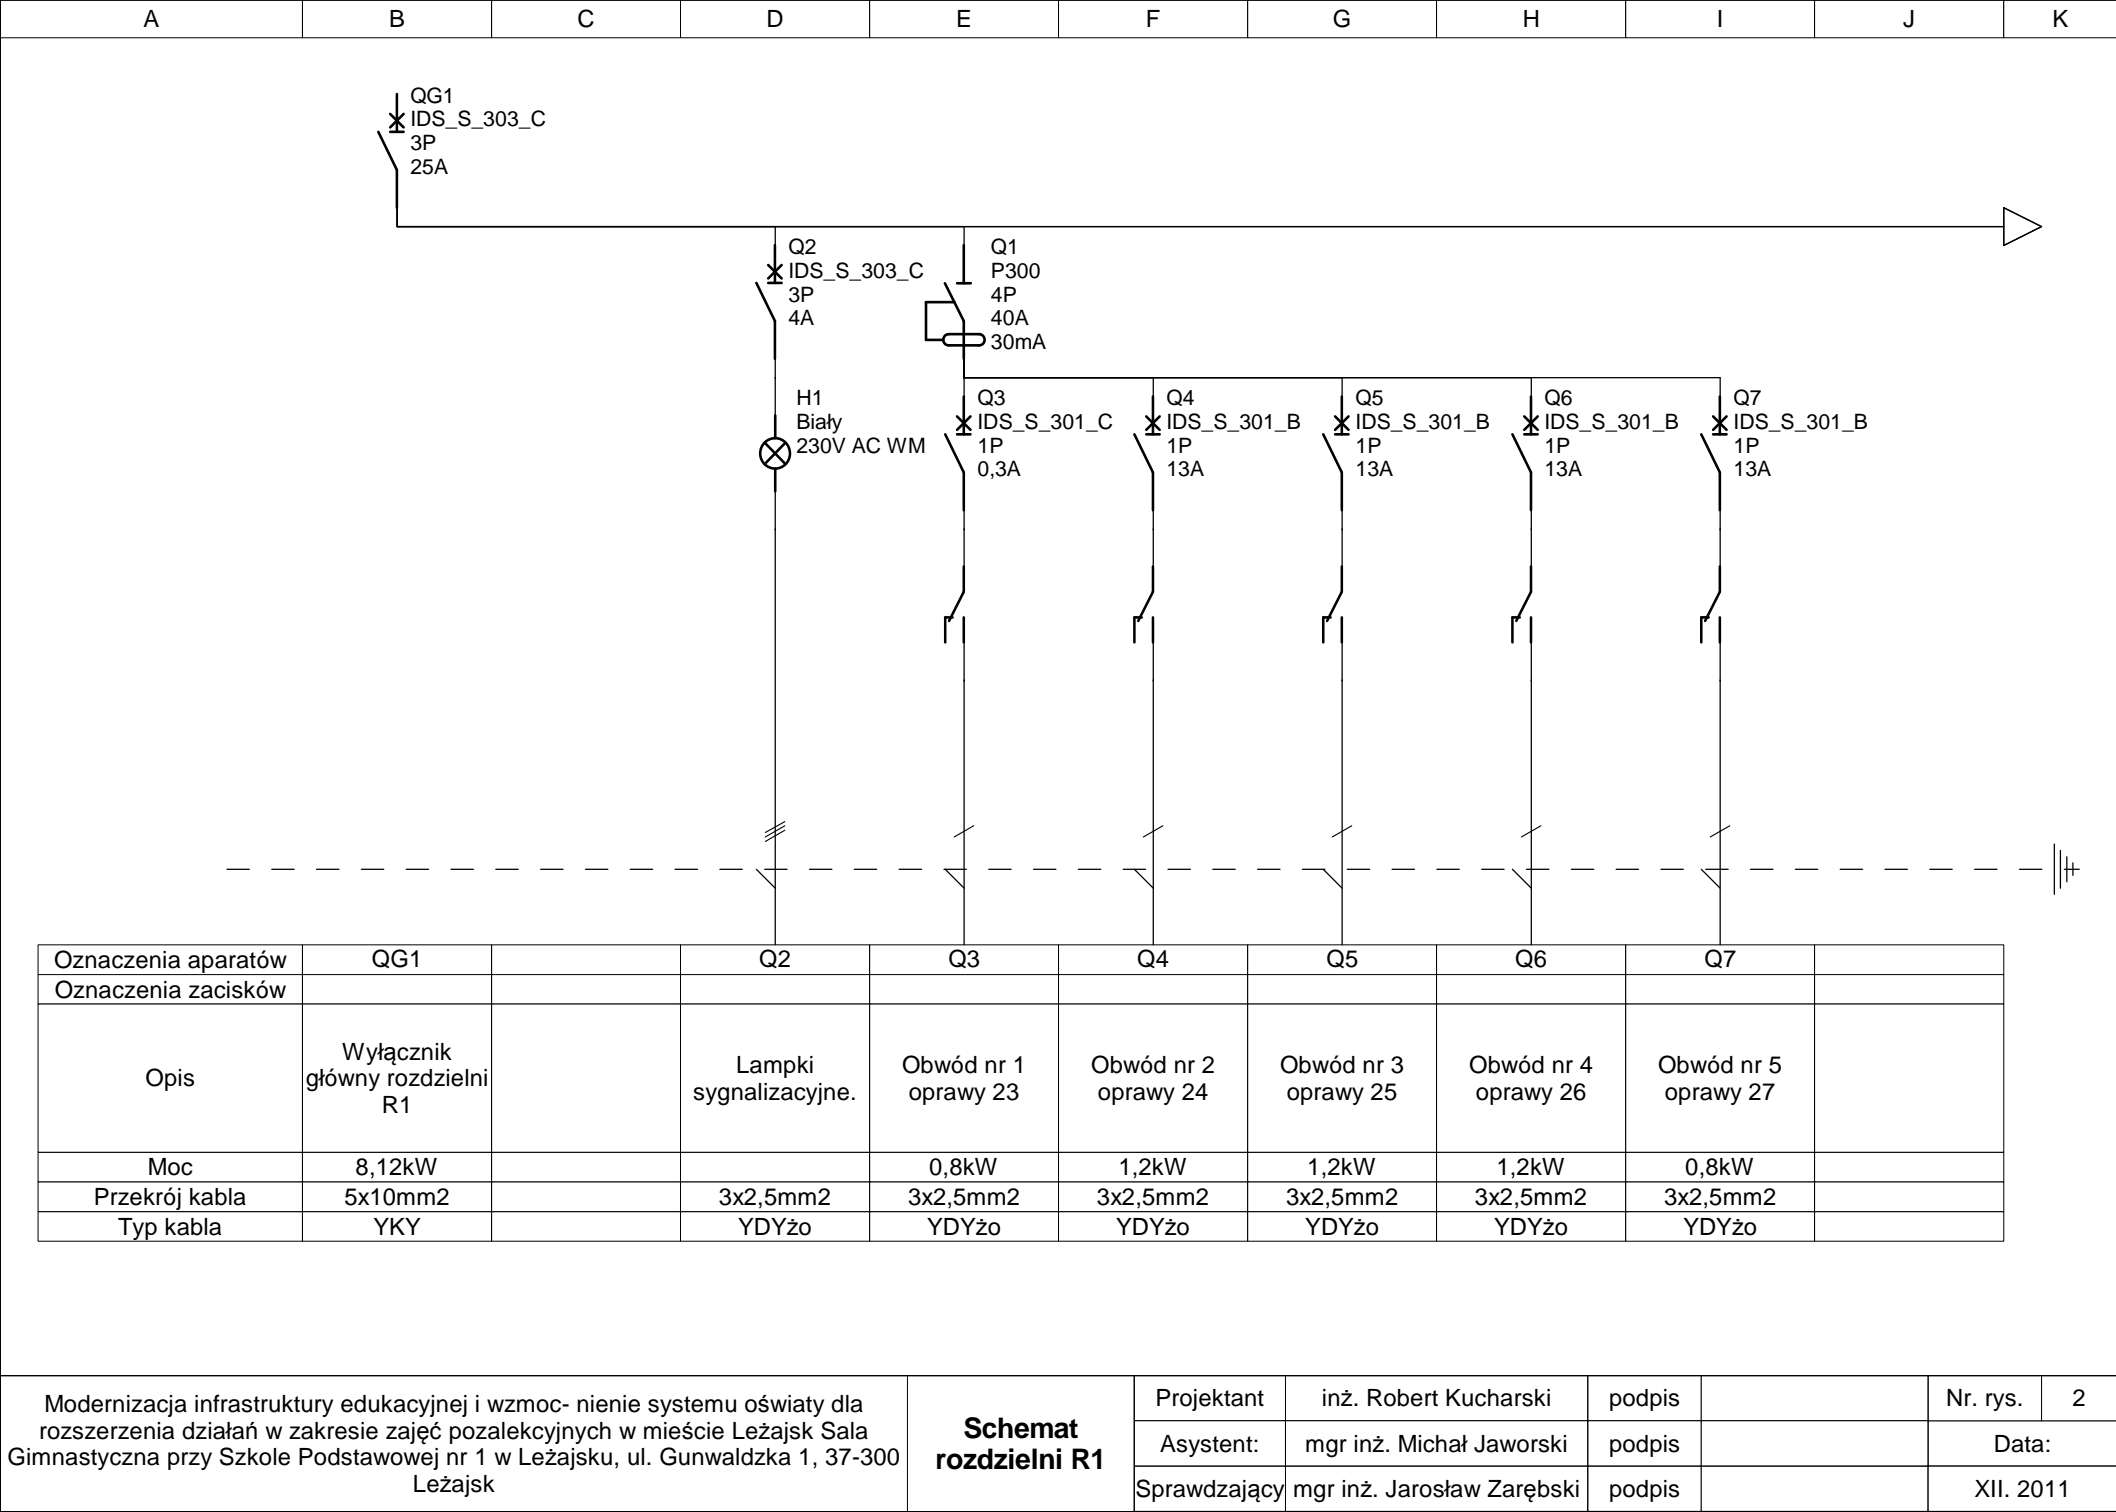 A B C D E F G H I J K
QG1
IDS_S_303_C
3P
25A
Q2
IDS_S_303_C
3P
4A
Q1
P300
4P
40A
30mA
H1
Biały
230V AC WM
Q3
IDS_S_301_C
1P
0,3A
Q4
IDS_S_301_B
1P
13A
Q5
IDS_S_301_B
1P
13A
Q6
IDS_S_301_B
1P
13A
Q7
IDS_S_301_B
1P
13A
Oznaczenia aparatów QG1 Q2 Q3 Q4 Q5 Q6 Q7
Oznaczenia zacisków
Opis
Wyłącznik
główny rozdzielni
R1
Lampki
sygnalizacyjne.
Obwód nr 1
oprawy 23
Obwód nr 2
oprawy 24
Obwód nr 3
oprawy 25
Obwód nr 4
oprawy 26
Obwód nr 5
oprawy 27
Moc 8,12kW 0,8kW 1,2kW 1,2kW 1,2kW 0,8kW
Przekrój kabla 5x10mm2 3x2,5mm2 3x2,5mm2 3x2,5mm2 3x2,5mm2 3x2,5mm2 3x2,5mm2
Typ kabla YKY YDYżo YDYżo YDYżo YDYżo YDYżo YDYżo
Modernizacja infrastruktury edukacyjnej i wzmoc- nienie systemu oświaty dla
rozszerzenia działań w zakresie zajęć pozalekcyjnych w mieście Leżajsk Sala
Gimnastyczna przy Szkole Podstawowej nr 1 w Leżajsku, ul. Gunwaldzka 1, 37-300
Leżajsk
Schemat
rozdzielni R1
Projektant inż. Robert Kucharski podpis Nr. rys. 2
Asystent: mgr inż. Michał Jaworski podpis Data:
Sprawdzający mgr inż. Jarosław Zarębski podpis XII. 2011